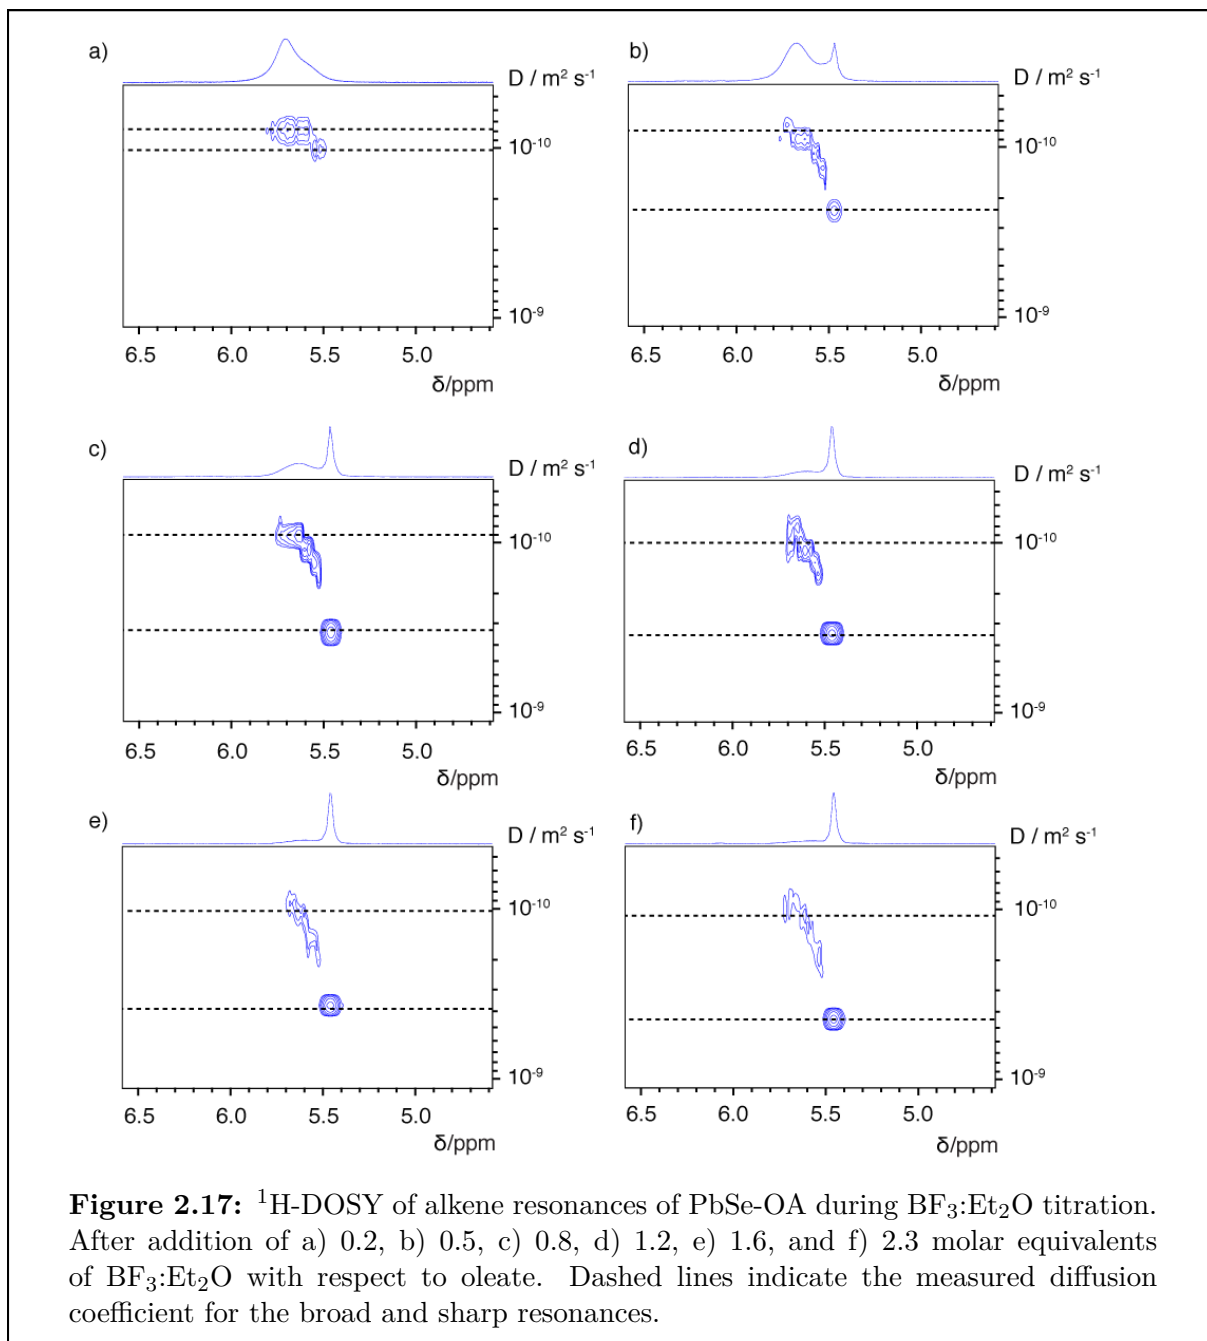 a)
D / m² s⁻¹
10⁻¹⁰
10⁻⁹
6.5 6.0 5.5 5.0
δ/ppm
b)
D / m² s⁻¹
10⁻¹⁰
10⁻⁹
6.5 6.0 5.5 5.0
δ/ppm
c)
D / m² s⁻¹
10⁻¹⁰
10⁻⁹
6.5 6.0 5.5 5.0
δ/ppm
d)
D / m² s⁻¹
10⁻¹⁰
10⁻⁹
6.5 6.0 5.5 5.0
δ/ppm
e)
D / m² s⁻¹
10⁻¹⁰
10⁻⁹
6.5 6.0 5.5 5.0
δ/ppm
f)
D / m² s⁻¹
10⁻¹⁰
10⁻⁹
6.5 6.0 5.5 5.0
δ/ppm
Figure 2.17: ¹H-DOSY of alkene resonances of PbSe-OA during BF₃:Et₂O titration.
After addition of a) 0.2, b) 0.5, c) 0.8, d) 1.2, e) 1.6, and f) 2.3 molar equivalents
of BF₃:Et₂O with respect to oleate. Dashed lines indicate the measured diffusion
coefficient for the broad and sharp resonances.